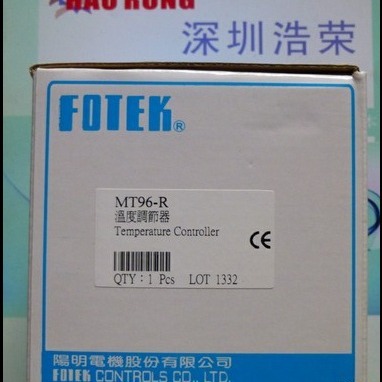 HAO RONG
深圳浩荣
FOTEK®
MT96-R
溫度調節器
Temperature Controller
CE
QTY：1 Pcs LOT 1332
陽明電機股份有限公司
FOTEK CONTROLS CO., LTD.